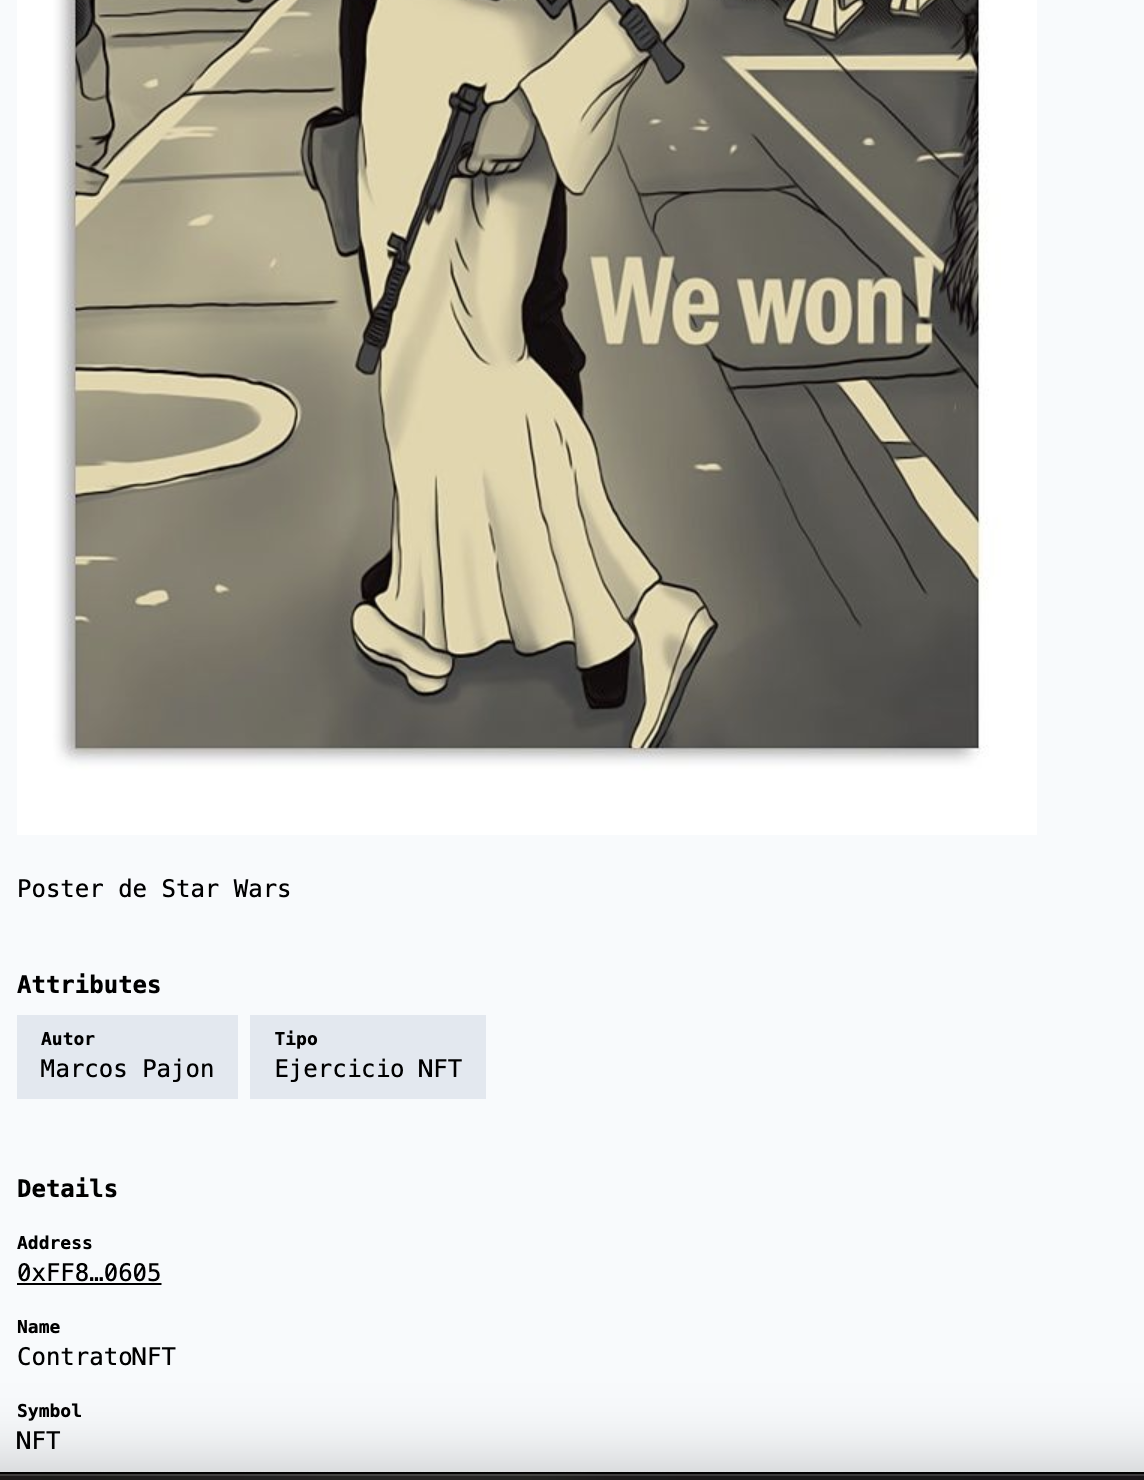 We won!
Poster de Star Wars
Attributes
Autor
Marcos Pajon
Tipo
Ejercicio NFT
Details
Address
0xFF8…0605
Name
ContratoNFT
Symbol
NFT